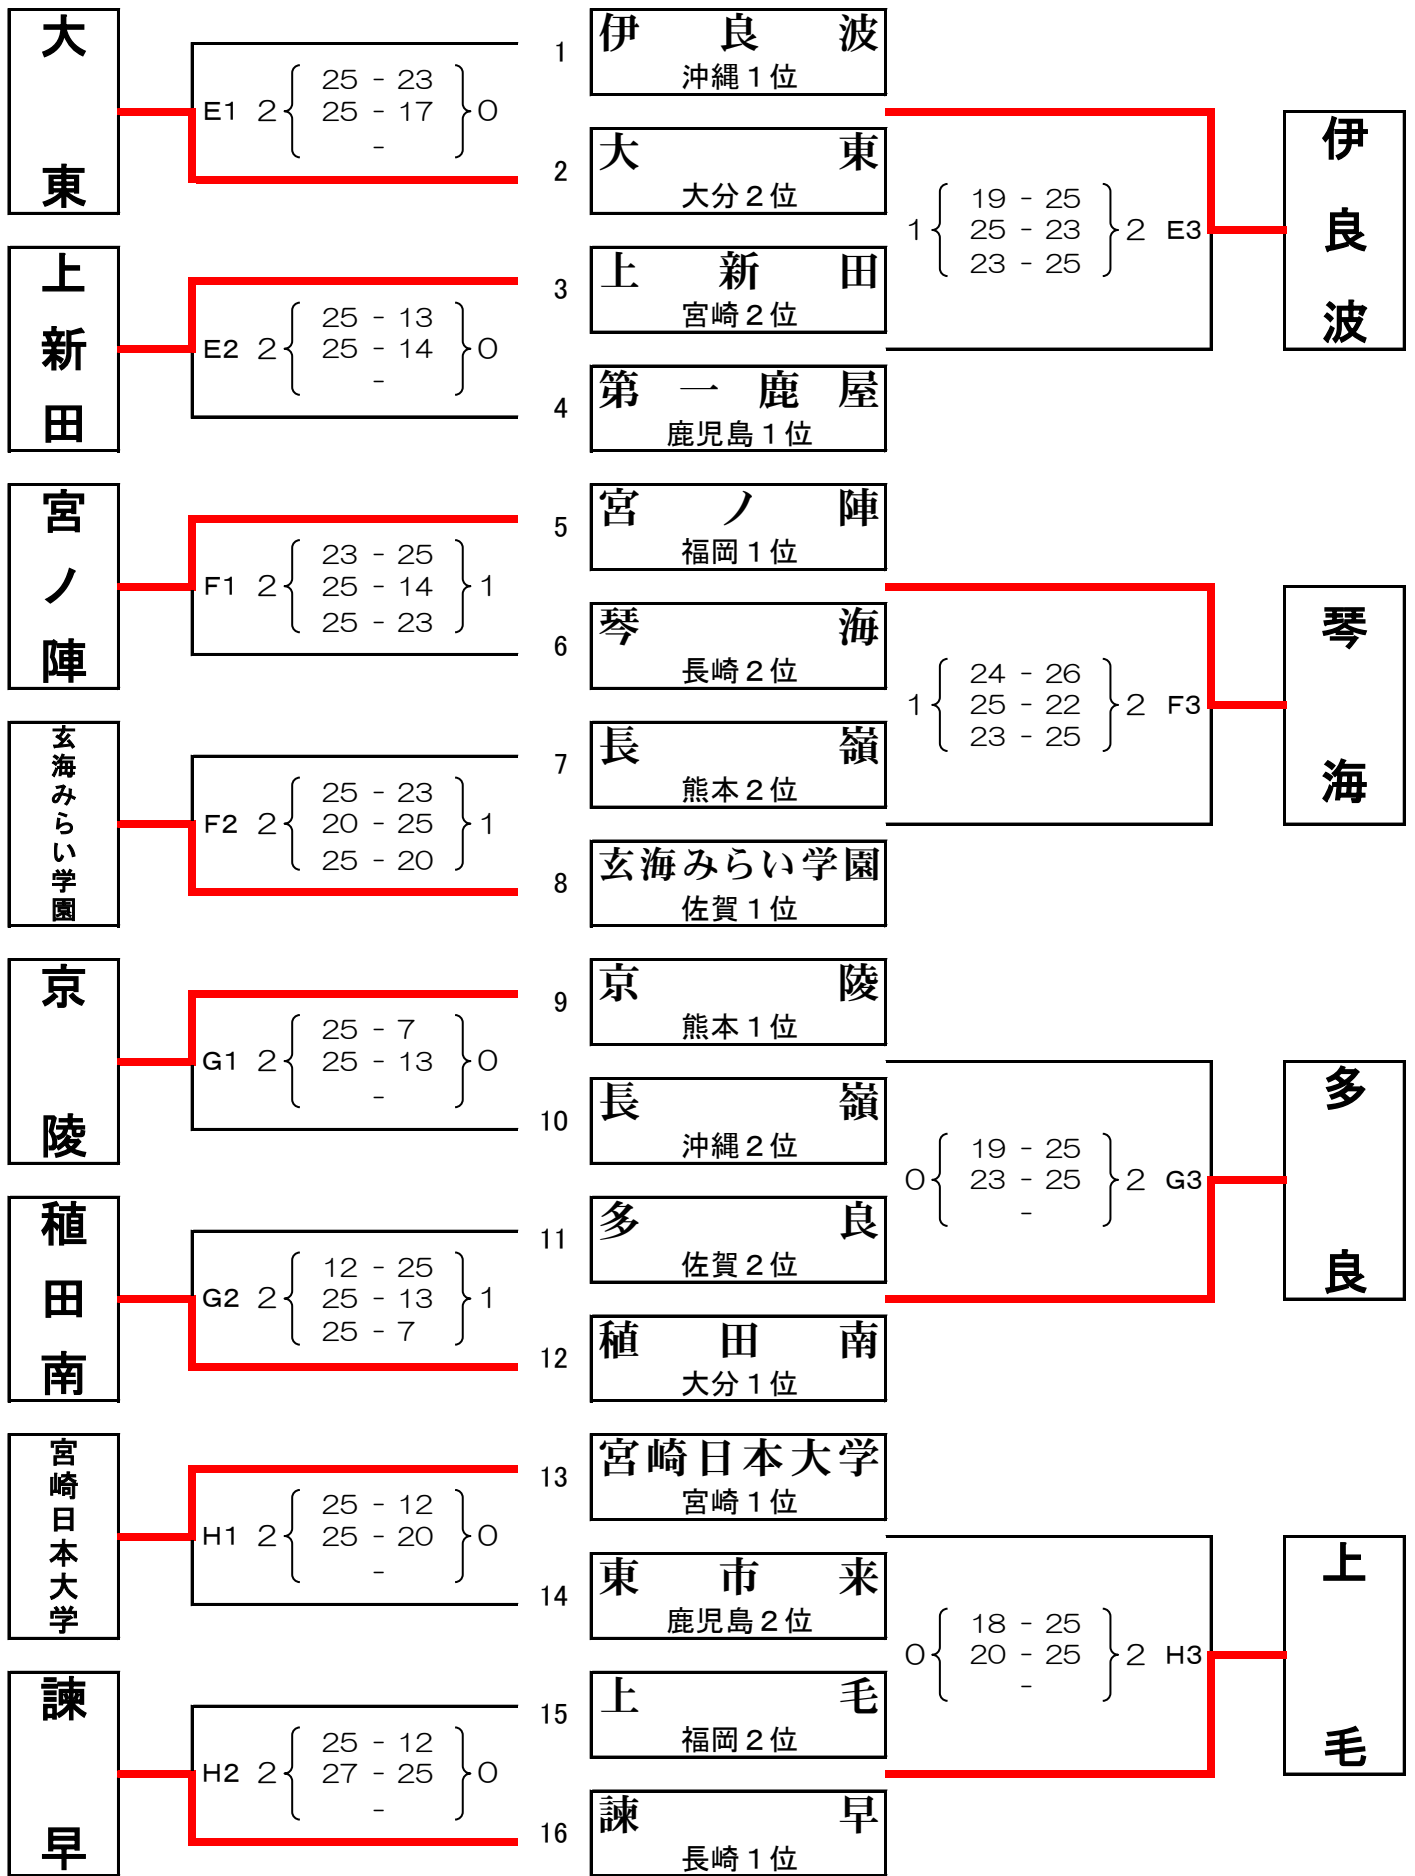 大東
E1 2 25 - 23 0
25 - 17
-
上新田
E2 2 25 - 13 0
25 - 14
-
宮ノ陣
F1 2 23 - 25 1
25 - 14
25 - 23
玄海みらい学園
F2 2 25 - 23 1
20 - 25
25 - 20
京陵
G1 2 25 - 7 0
25 - 13
-
稙田南
G2 2 12 - 25 1
25 - 13
25 - 7
宮崎日本大学
H1 2 25 - 12 0
25 - 20
-
諫早
H2 2 25 - 12 0
27 - 25
-
1 伊良波
沖縄1位
2 大東
大分2位
3 上新田
宮崎2位
4 第一鹿屋
鹿児島1位
5 宮ノ陣
福岡1位
6 琴海
長崎2位
7 長嶺
熊本2位
8 玄海みらい学園
佐賀1位
9 京陵
熊本1位
10 長嶺
沖縄2位
11 多良
佐賀2位
12 稙田南
大分1位
13 宮崎日本大学
宮崎1位
14 東市来
鹿児島2位
15 上毛
福岡2位
16 諫早
長崎1位
1 19 - 25 2 E3
25 - 23
23 - 25
伊良波
1 24 - 26 2 F3
25 - 22
23 - 25
琴海
0 19 - 25 2 G3
23 - 25
-
多良
0 18 - 25 2 H3
20 - 25
-
上毛